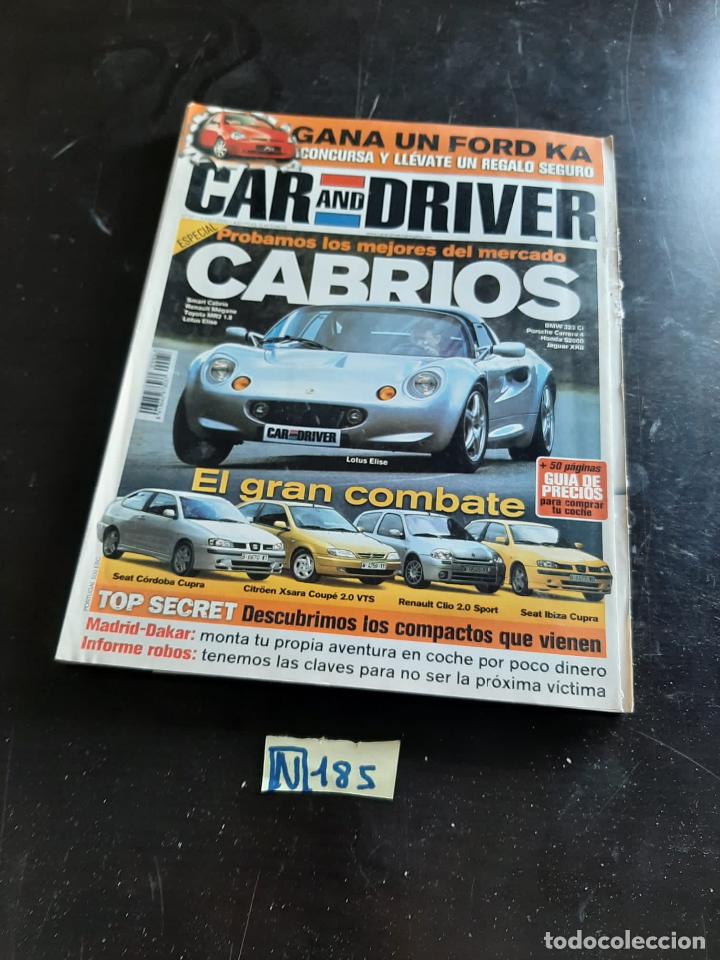 GANA UN FORD KA
CONCURSA Y LLÉVATE UN REGALO SEGURO
CAR AND DRIVER
ESPECIAL
Probamos los mejores del mercado
CABRIOS
Smart Cabrio
Renault Mégane
Toyota MR2 1.8
Lotus Elise
BMW 323 Ci
Porsche Carrera 4
Honda S2000
Jaguar XK8
CAR AND DRIVER
Lotus Elise
El gran combate
+ 50 páginas
GUIA DE
PRECIOS
para comprar
tu coche
Seat Córdoba Cupra
Citröen Xsara Coupé 2.0 VTS
Renault Clio 2.0 Sport
Seat Ibiza Cupra
TOP SECRET Descubrimos los compactos que vienen
Madrid-Dakar: monta tu propia aventura en coche por poco dinero
Informe robos: tenemos las claves para no ser la próxima víctima
N 185
todocoleccion